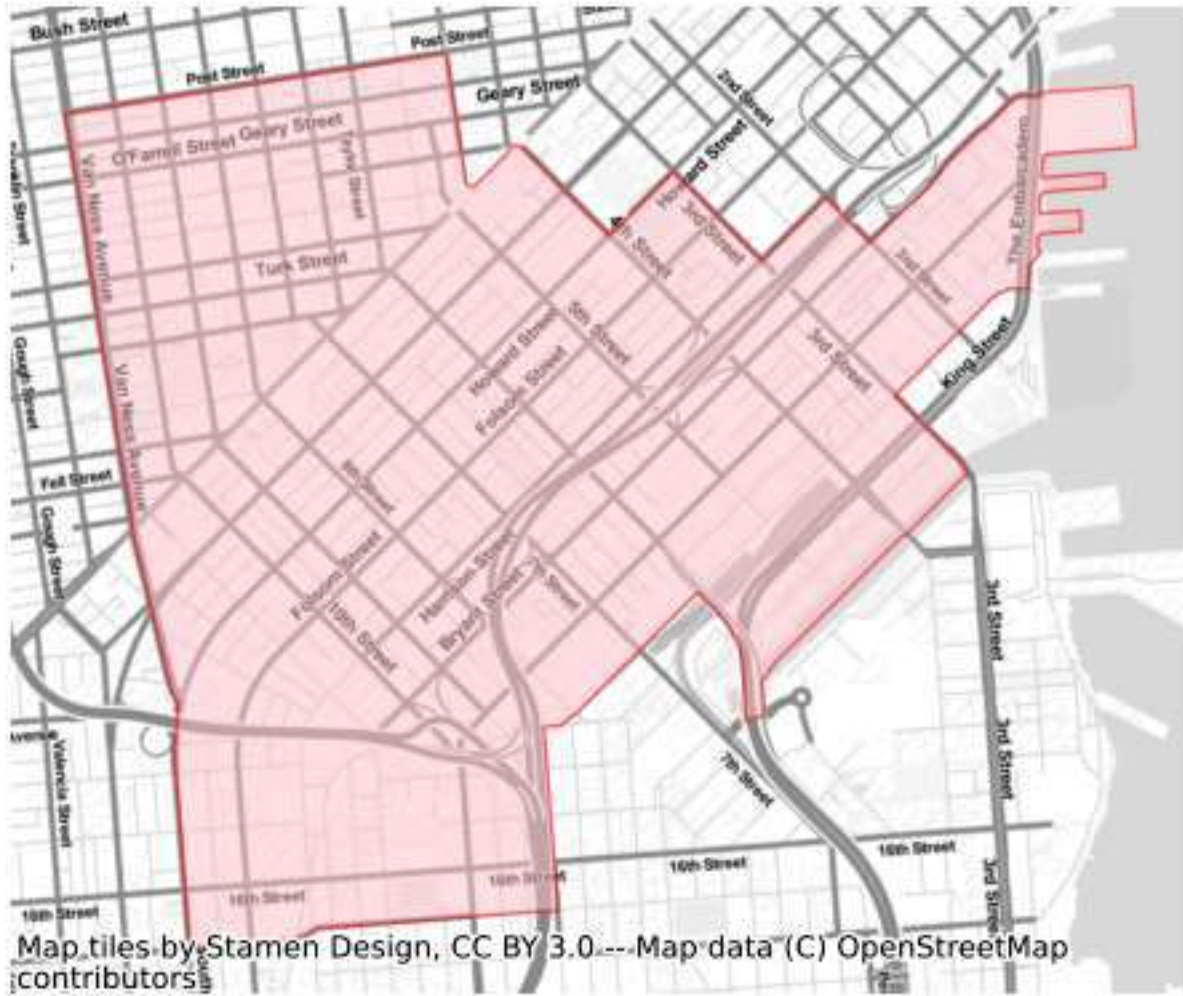 Bush Street
Post Street
Post Street
Geary Street
2nd Street
Geary Street
O'Farrell Street
Taylor Street
Howard Street
Van Ness Avenue
The Embarcadero
3rd Street
4th Street
Turk Street
2nd Street
Howard Street
5th Street
3rd Street
King Street
Folsom Street
Gough Street
Van Ness Avenue
Fell Street
8th Street
Gough Street
Folsom Street
Harrison Street
7th Street
Bryant Street
10th Street
3rd Street
Valencia Street
3rd Street
7th Street
16th Street
16th Street
16th Street
16th Street
16th Street
3rd Street
Map tiles by Stamen Design, CC BY 3.0 -- Map data (C) OpenStreetMap
contributors